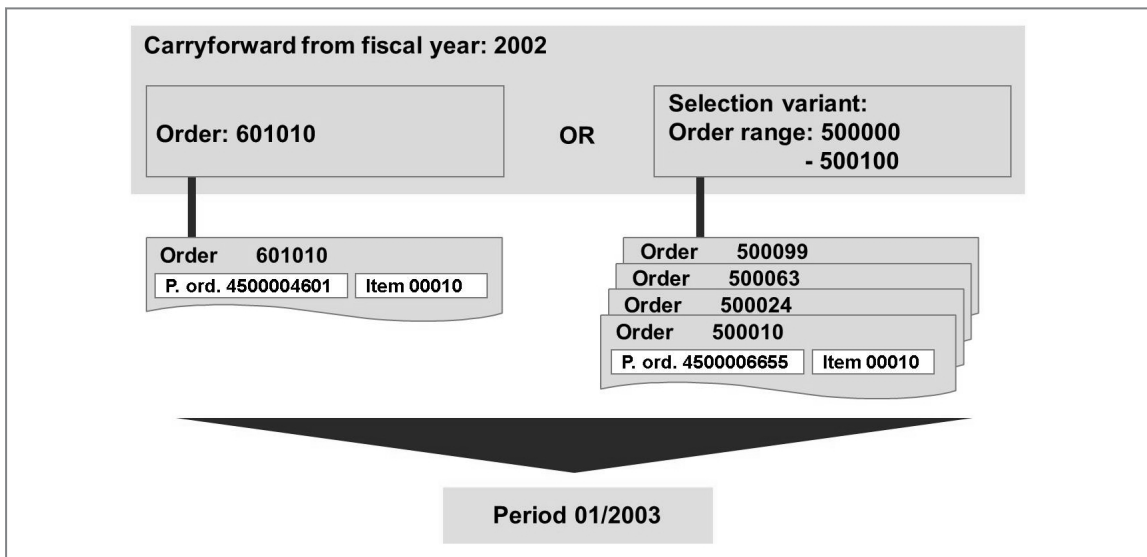 Carryforward from fiscal year: 2002
Order: 601010
OR
Selection variant:
Order range: 500000
- 500100
Order 601010
P. ord. 4500004601 Item 00010
Order 500099
Order 500063
Order 500024
Order 500010
P. ord. 4500006655 Item 00010
Period 01/2003